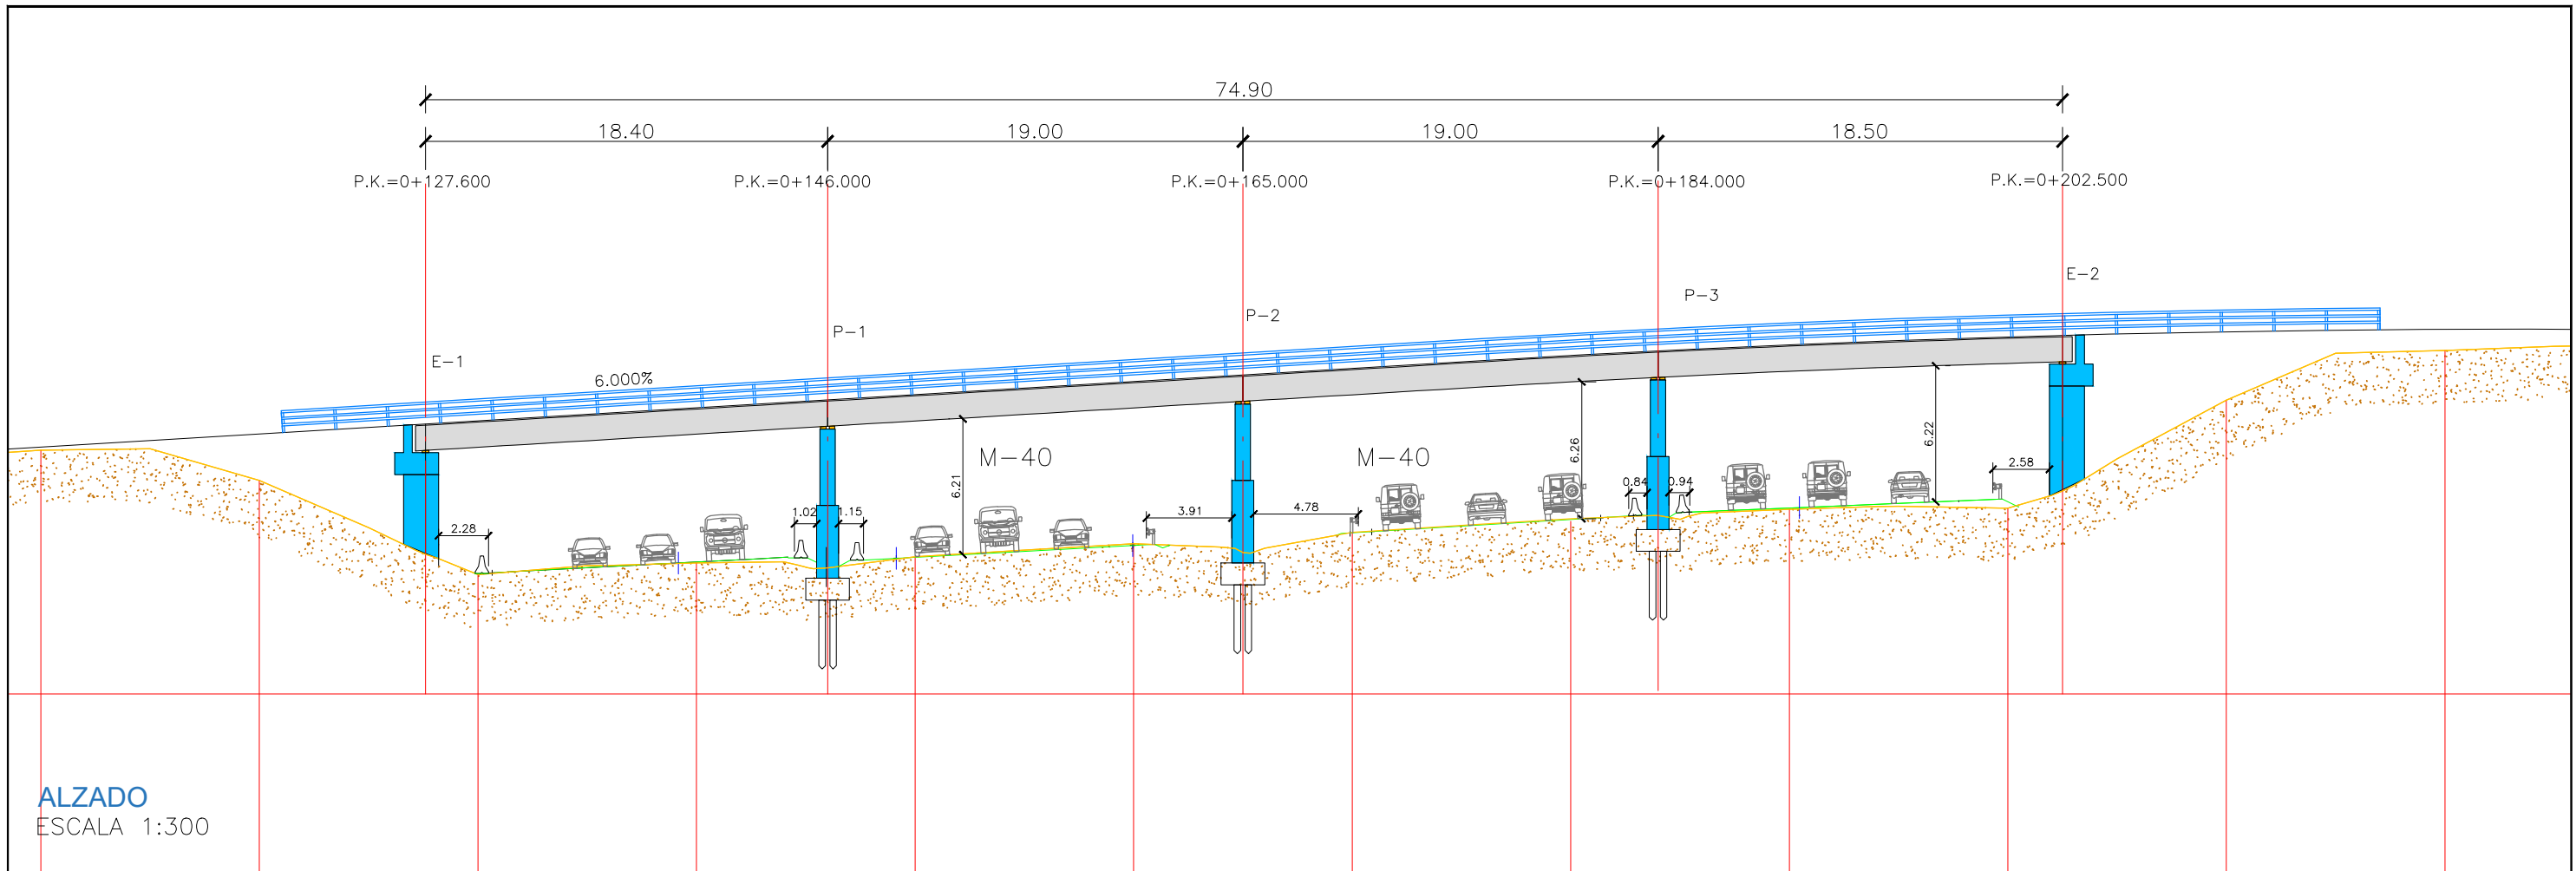 74.90
18.40 19.00 19.00 18.50
P.K.=0+127.600 P.K.=0+146.000 P.K.=0+165.000 P.K.=0+184.000 P.K.=0+202.500
E-2
P-3
P-2
P-1
E-1
6.000%
M-40 M-40
6.21
6.26
6.22
2.58
0.84 0.94
1.02 1.15
3.91 4.78
2.28
ALZADO
ESCALA 1:300